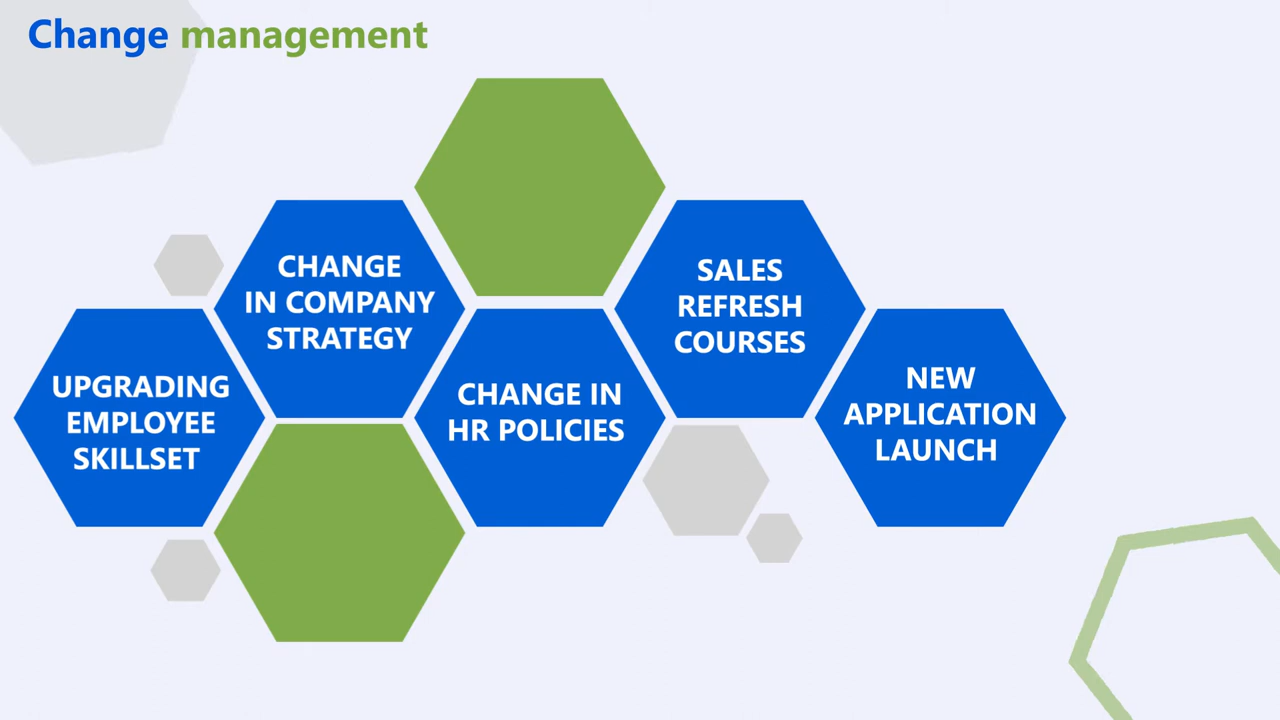 Change management
UPGRADING
EMPLOYEE
SKILLSET
CHANGE
IN COMPANY
STRATEGY
CHANGE IN
HR POLICIES
SALES
REFRESH
COURSES
NEW
APPLICATION
LAUNCH